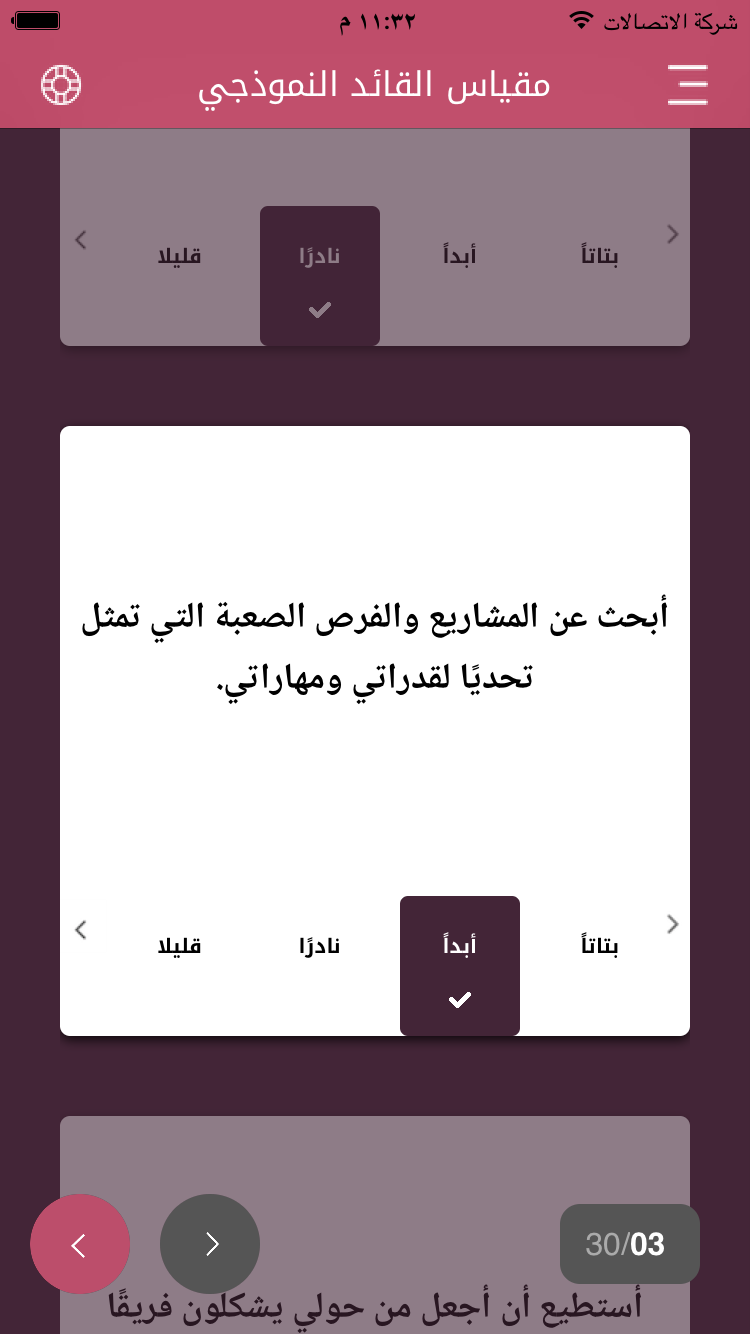 شركة الاتصالات ١١:٣٢ م
مقياس القائد النموذجي
بتاتاً أبداً نادرًا قليلا
أبحث عن المشاريع والفرص الصعبة التي تمثل
تحديًا لقدراتي ومهاراتي.
بتاتاً أبداً نادرًا قليلا
30/03
أستطيع أن أجعل من حولي يشكلون فريقًا